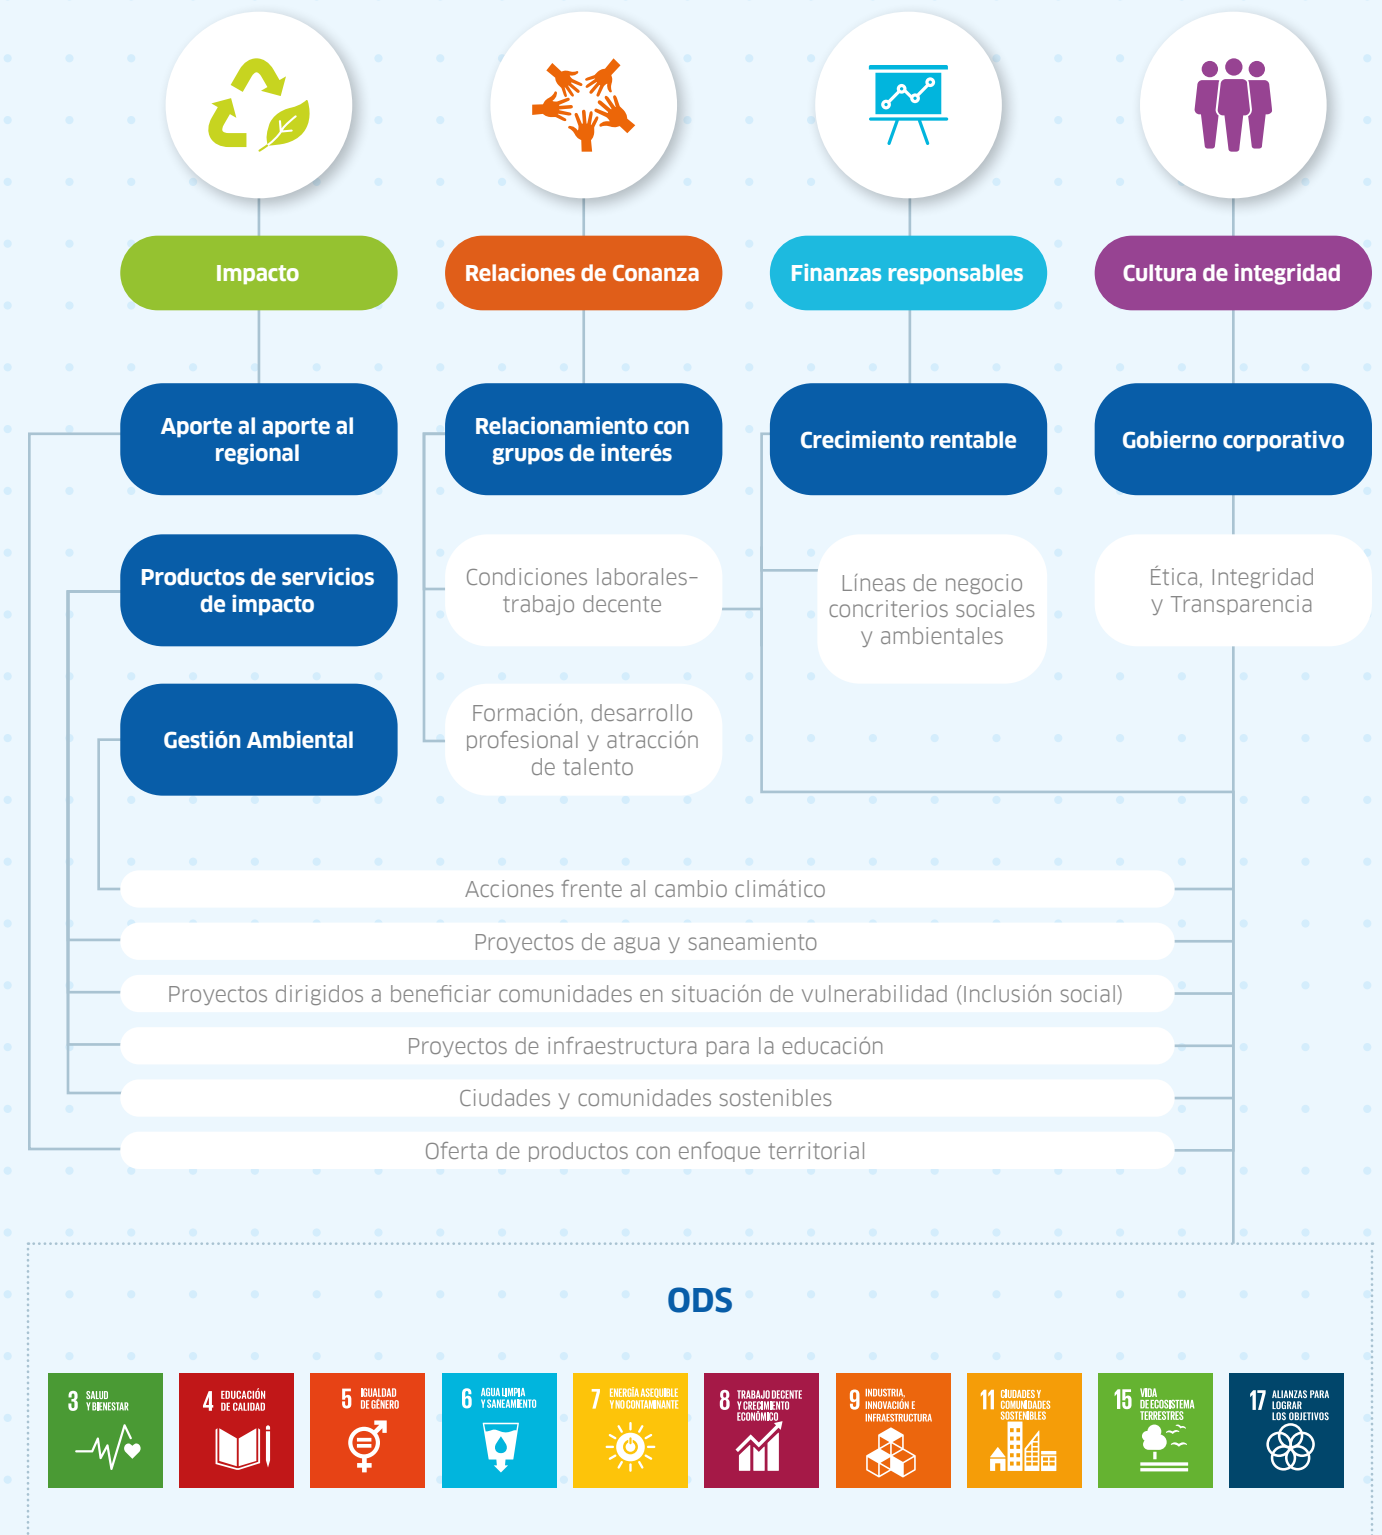 Impacto
Relaciones de Conanza
Finanzas responsables
Cultura de integridad
Aporte al aporte al
regional
Relacionamiento con
grupos de interés
Crecimiento rentable
Gobierno corporativo
Productos de servicios
de impacto
Condiciones laborales-
trabajo decente
Líneas de negocio
concriterios sociales
y ambientales
Ética, Integridad
y Transparencia
Gestión Ambiental
Formación, desarrollo
profesional y atracción
de talento
Acciones frente al cambio climático
Proyectos de agua y saneamiento
Proyectos dirigidos a beneficiar comunidades en situación de vulnerabilidad (Inclusión social)
Proyectos de infraestructura para la educación
Ciudades y comunidades sostenibles
Oferta de productos con enfoque territorial
ODS
3 SALUD
Y BIENESTAR
4 EDUCACIÓN
DE CALIDAD
5 IGUALDAD
DE GÉNERO
6 AGUA LIMPIA
Y SANEAMIENTO
7 ENERGÍA ASEQUIBLE
Y NO CONTAMINANTE
8 TRABAJO DECENTE
Y CRECIMIENTO
ECONÓMICO
9 INDUSTRIA,
INNOVACIÓN E
INFRAESTRUCTURA
11 CIUDADES Y
COMUNIDADES
SOSTENIBLES
15 VIDA
DE ECOSISTEMA
TERRESTRES
17 ALIANZAS PARA
LOGRAR
LOS OBJETIVOS